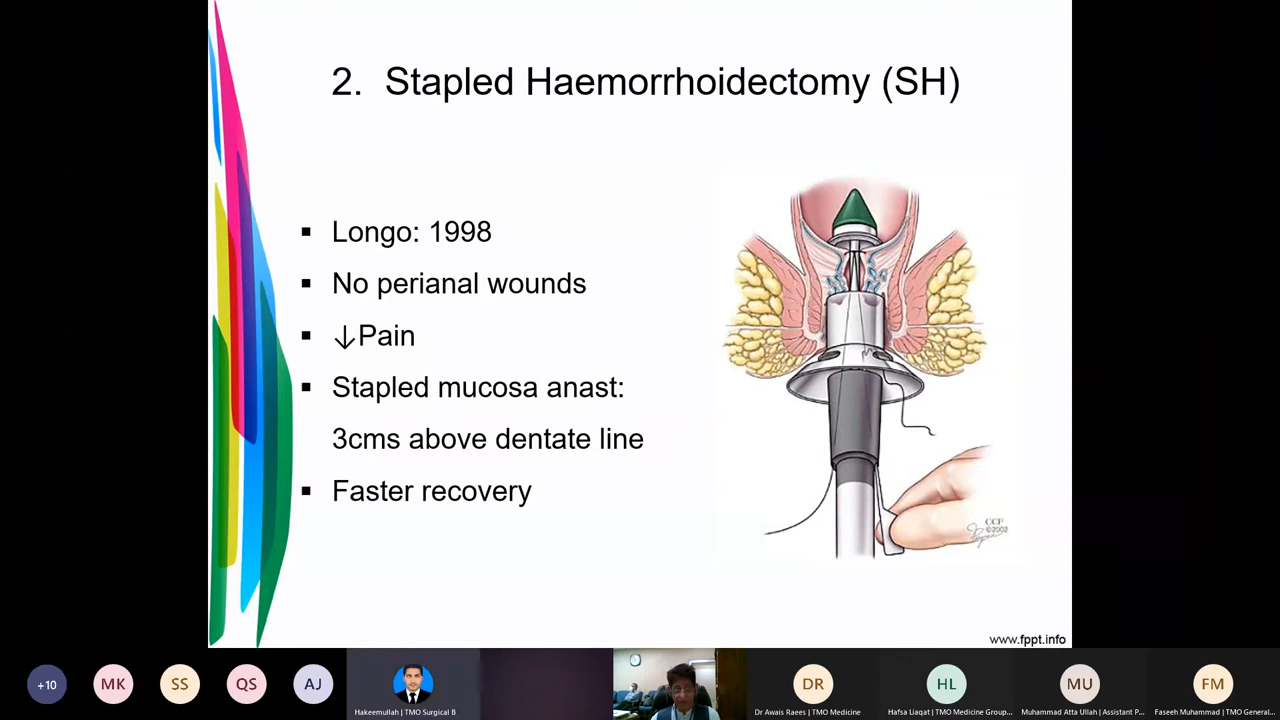 2. Stapled Haemorrhoidectomy (SH)
▪ Longo: 1998
▪ No perianal wounds
▪ ↓Pain
▪ Stapled mucosa anast:
3cms above dentate line
▪ Faster recovery
CCF
©2002
www.fppt.info
+10
MK
SS
QS
AJ
Hakeemullah | TMO Surgical B
DR
Dr Awais Raees | TMO Medicine
HL
Hafsa Liaqat | TMO Medicine Group...
MU
Muhammad Atta Ullah | Assistant P...
FM
Faseeh Muhammad | TMO General...